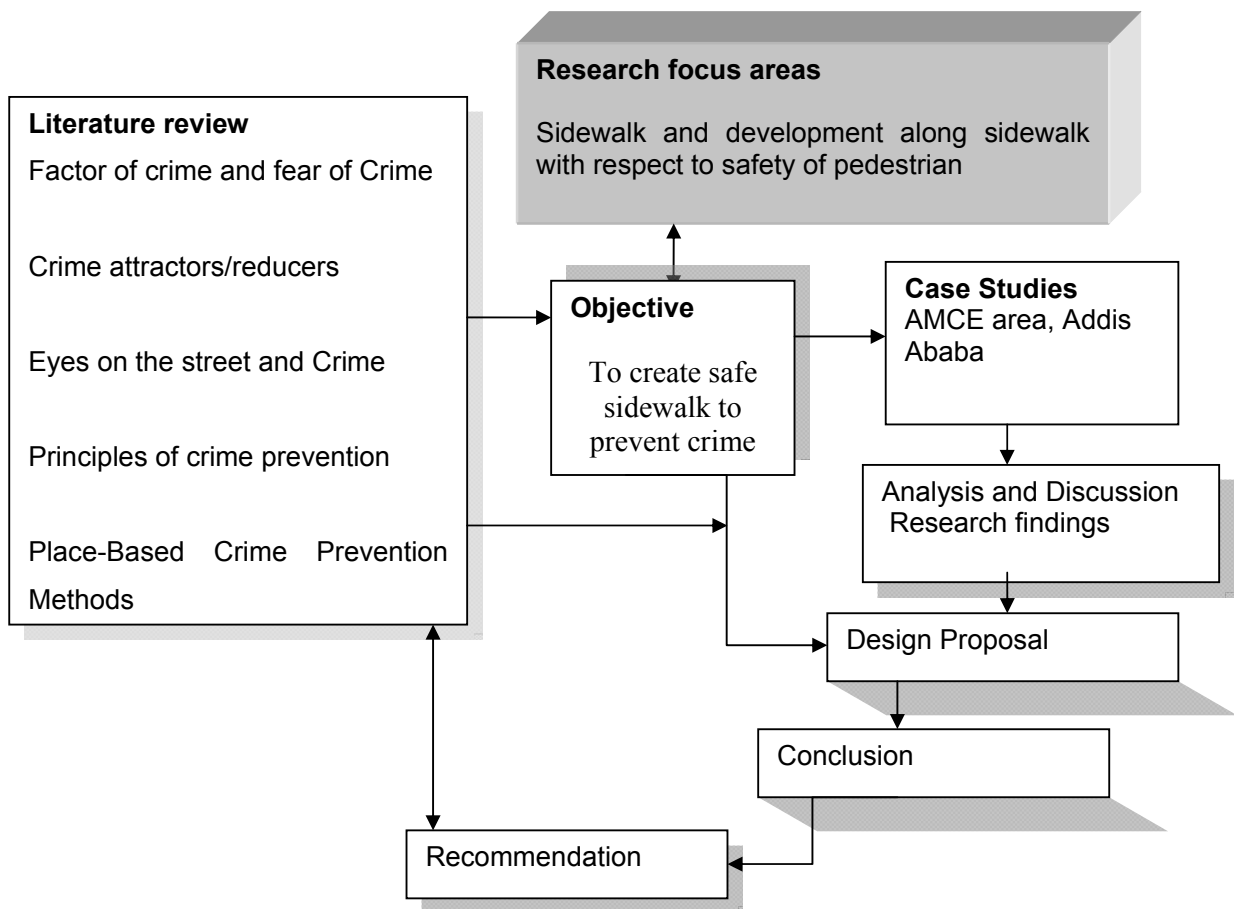 Research focus areas
Sidewalk and development along sidewalk
with respect to safety of pedestrian
Literature review
Factor of crime and fear of Crime
Crime attractors/reducers
Eyes on the street and Crime
Principles of crime prevention
Place-Based Crime Prevention
Methods
Objective
To create safe
sidewalk to
prevent crime
Case Studies
AMCE area, Addis
Ababa
Analysis and Discussion
Research findings
Design Proposal
Conclusion
Recommendation